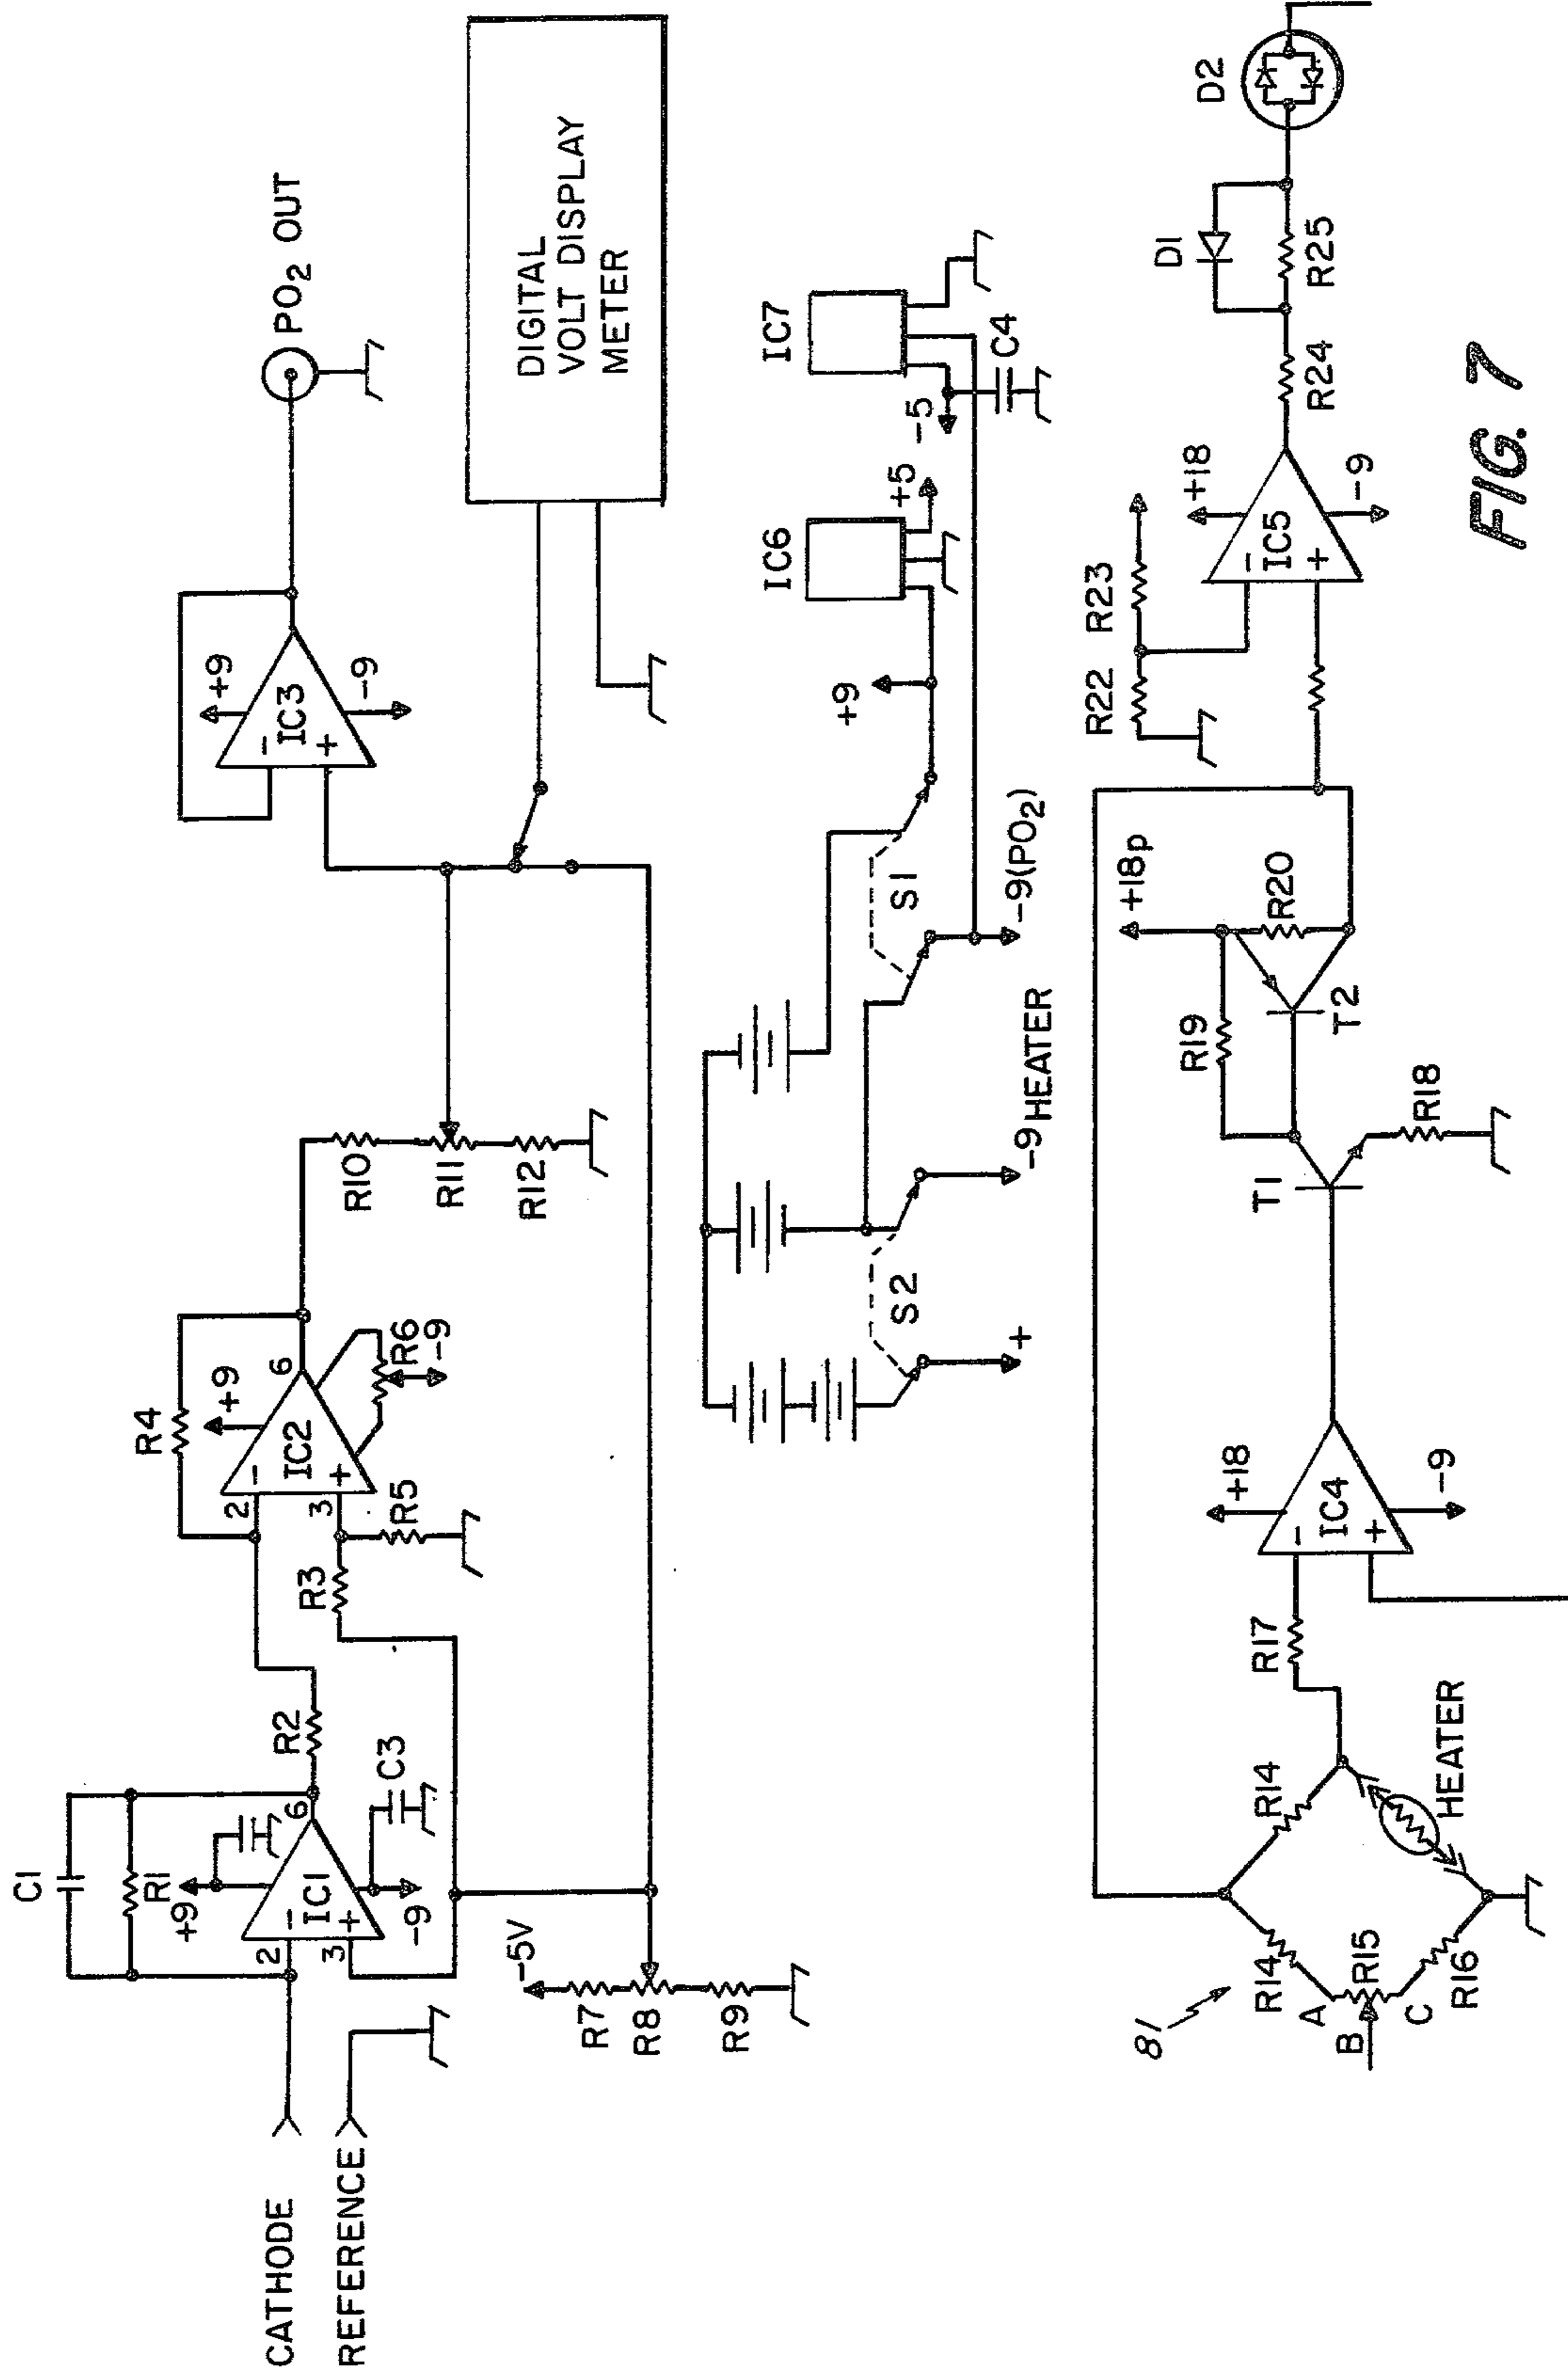 C1
R1
+9
2
IC1
-
+
3
6
-9
C3
CATHODE
REFERENCE
R2
R3
R4
+9
2
IC2
-
+
3
6
R5
R6
-9
-5V
R7
R8
R9
R10
R11
R12
+9
IC3
-
+
-9
PO2 OUT
DIGITAL
VOLT DISPLAY
METER
S2
+
-9 HEATER
S1
-9(PO2)
+9
IC6
+5
IC7
-5
C4
81
R14
R14
A
B
C
R15
R16
HEATER
R17
+18
IC4
-
+
-9
T1
R18
R19
T2
R20
+18p
R22
R23
+18
IC5
-
+
-9
R24
D1
R25
D2
FIG. 7